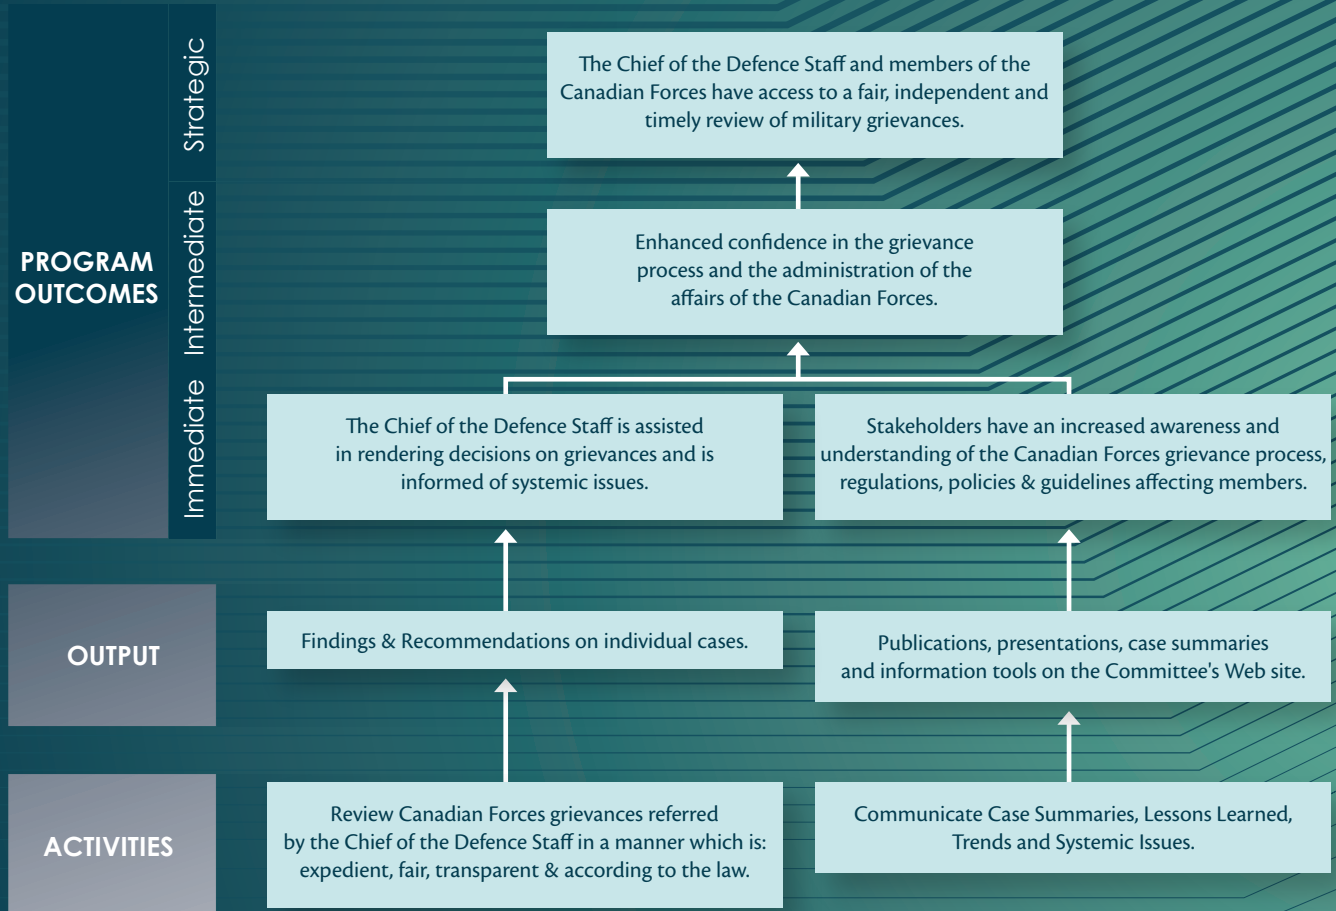 PROGRAM
OUTCOMES
Strategic
The Chief of the Defence Staff and members of the
Canadian Forces have access to a fair, independent and
timely review of military grievances.
Intermediate
Enhanced confidence in the grievance
process and the administration of the
affairs of the Canadian Forces.
Immediate
The Chief of the Defence Staff is assisted
in rendering decisions on grievances and is
informed of systemic issues.
Stakeholders have an increased awareness and
understanding of the Canadian Forces grievance process,
regulations, policies & guidelines affecting members.
OUTPUT
Findings & Recommendations on individual cases.
Publications, presentations, case summaries
and information tools on the Committee's Web site.
ACTIVITIES
Review Canadian Forces grievances referred
by the Chief of the Defence Staff in a manner which is:
expedient, fair, transparent & according to the law.
Communicate Case Summaries, Lessons Learned,
Trends and Systemic Issues.